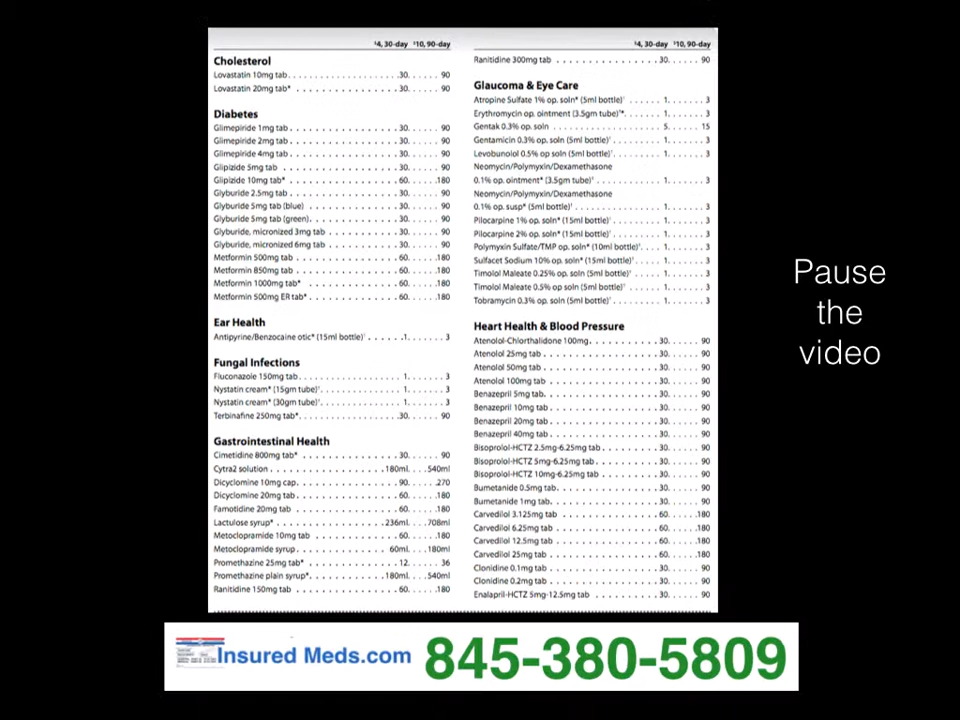 $4, 30-day $10, 90-day
Cholesterol
Lovastatin 10mg tab . . . . . . . . . . . . . . . . . . . .30. . . . . . 90
Lovastatin 20mg tab* . . . . . . . . . . . . . . . . . . . 30. . . . . . 90
Diabetes
Glimepiride 1mg tab . . . . . . . . . . . . . . . . . . . 30. . . . . . 90
Glimepiride 2mg tab . . . . . . . . . . . . . . . . . . . 30. . . . . . 90
Glimepiride 4mg tab . . . . . . . . . . . . . . . . . . . 30. . . . . . 90
Glipizide 5mg tab . . . . . . . . . . . . . . . . . . . . . 30. . . . . . 90
Glipizide 10mg tab* . . . . . . . . . . . . . . . . . . . 60. . . . . .180
Glyburide 2.5mg tab . . . . . . . . . . . . . . . . . . . 30. . . . . . 90
Glyburide 5mg tab (blue) . . . . . . . . . . . . . . . 30. . . . . . 90
Glyburide 5mg tab (green). . . . . . . . . . . . . . . 30. . . . . . 90
Glyburide, micronized 3mg tab . . . . . . . . . . . 30. . . . . . 90
Glyburide, micronized 6mg tab . . . . . . . . . . . 30. . . . . . 90
Metformin 500mg tab . . . . . . . . . . . . . . . . . . 60. . . . . .180
Metformin 850mg tab . . . . . . . . . . . . . . . . . . 60. . . . . .180
Metformin 1000mg tab* . . . . . . . . . . . . . . . . . 60. . . . . .180
Metformin 500mg ER tab* . . . . . . . . . . . . . . . 60. . . . . .180
Ear Health
Antipyrine/Benzocaine otic* (15ml bottle)† . . . . . .1. . . . . . 3
Fungal Infections
Fluconazole 150mg tab. . . . . . . . . . . . . . . . . . 1. . . . . . 3
Nystatin cream* (15gm tube)†. . . . . . . . . . . . . . 1. . . . . . 3
Nystatin cream* (30gm tube)†. . . . . . . . . . . . . . 1. . . . . . 3
Terbinafine 250mg tab*. . . . . . . . . . . . . . . . . .30. . . . . . 90
Gastrointestinal Health
Cimetidine 800mg tab* . . . . . . . . . . . . . . . . . 30. . . . . . 90
Cytra2 solution . . . . . . . . . . . . . . . . . . .180ml. . . .540ml
Dicyclomine 10mg cap. . . . . . . . . . . . . . . . . . 90. . . . . .270
Dicyclomine 20mg tab . . . . . . . . . . . . . . . . . . 60. . . . . .180
Famotidine 20mg tab . . . . . . . . . . . . . . . . . . 60. . . . . .180
Lactulose syrup* . . . . . . . . . . . . . . . . . . 236ml. . . .708ml
Metoclopramide 10mg tab . . . . . . . . . . . . . . . 60. . . . . .180
Metoclopramide syrup. . . . . . . . . . . . . . . 60ml. . . .180ml
Promethazine 25mg tab* . . . . . . . . . . . . . . . . 12. . . . . . 36
Promethazine plain syrup*. . . . . . . . . . . . .180ml. . . .540ml
Ranitidine 150mg tab . . . . . . . . . . . . . . . . . . 60. . . . . .180
$4, 30-day $10, 90-day
Ranitidine 300mg tab . . . . . . . . . . . . . . . . . 30. . . . . . 90
Glaucoma & Eye Care
Atropine Sulfate 1% op. soln* (5ml bottle)† . . . . . . 1. . . . . . . 3
Erythromycin op. ointment (3.5gm tube)†*. . . . . . 1. . . . . . . 3
Gentak 0.3% op. soln . . . . . . . . . . . . . . . . . 5. . . . . . 15
Gentamicin 0.3% op. soln (5ml bottle)† . . . . . . . . 1. . . . . . . 3
Levobunolol 0.5% op soln (5ml bottle)† . . . . . . . . 1. . . . . . . 3
Neomycin/Polymyxin/Dexamethasone
0.1% op. ointment* (3.5gm tube)† . . . . . . . . . . . 1. . . . . . . 3
Neomycin/Polymyxin/Dexamethasone
0.1% op. susp* (5ml bottle)† . . . . . . . . . . . . . . 1. . . . . . . 3
Pilocarpine 1% op. soln* (15ml bottle)† . . . . . . . . 1. . . . . . . 3
Pilocarpine 2% op. soln* (15ml bottle)† . . . . . . . . 1. . . . . . . 3
Polymyxin Sulfate/TMP op. soln* (10ml bottle)†. . . . 1. . . . . . . 3
Sulfacet Sodium 10% op. soln* (15ml bottle)† . . . . . 1. . . . . . . 3
Timolol Maleate 0.25% op. soln (5ml bottle)† . . . . . 1. . . . . . . 3
Timolol Maleate 0.5% op. soln (5ml bottle)† . . . . . . 1. . . . . . . 3
Tobramycin 0.3% op. soln (5ml bottle)† . . . . . . . . 1. . . . . . . 3
Heart Health & Blood Pressure
Atenolol-Chlorthalidone 100mg. . . . . . . . . . . . 30. . . . . . 90
Atenolol 25mg tab . . . . . . . . . . . . . . . . . . . 30. . . . . . 90
Atenolol 50mg tab . . . . . . . . . . . . . . . . . . . 30. . . . . . 90
Atenolol 100mg tab . . . . . . . . . . . . . . . . . . 30. . . . . . 90
Benazepril 5mg tab. . . . . . . . . . . . . . . . . . . 30. . . . . . 90
Benazepril 10mg tab . . . . . . . . . . . . . . . . . . 30. . . . . . 90
Benazepril 20mg tab . . . . . . . . . . . . . . . . . . 30. . . . . . 90
Benazepril 40mg tab . . . . . . . . . . . . . . . . . . 30. . . . . . 90
Bisoprolol-HCTZ 2.5mg-6.25mg tab . . . . . . . . . . 30. . . . . . 90
Bisoprolol-HCTZ 5mg-6.25mg tab. . . . . . . . . . . 30. . . . . . 90
Bisoprolol-HCTZ 10mg-6.25mg tab . . . . . . . . . . 30. . . . . . 90
Bumetanide 0.5mg tab. . . . . . . . . . . . . . . . . 30. . . . . . 90
Bumetanide 1mg tab. . . . . . . . . . . . . . . . . . 30. . . . . . 90
Carvedilol 3.125mg tab . . . . . . . . . . . . . . . . 60. . . . . .180
Carvedilol 6.25mg tab . . . . . . . . . . . . . . . . . 60. . . . . .180
Carvedilol 12.5mg tab . . . . . . . . . . . . . . . . . 60. . . . . .180
Carvedilol 25mg tab . . . . . . . . . . . . . . . . . . 60. . . . . .180
Clonidine 0.1mg tab . . . . . . . . . . . . . . . . . . 30. . . . . . 90
Clonidine 0.2mg tab . . . . . . . . . . . . . . . . . . 30. . . . . . 90
Enalapril-HCTZ 5mg-12.5mg tab . . . . . . . . . . . 30. . . . . . 90
Pause
the
video
Insured Meds.com 845-380-5809